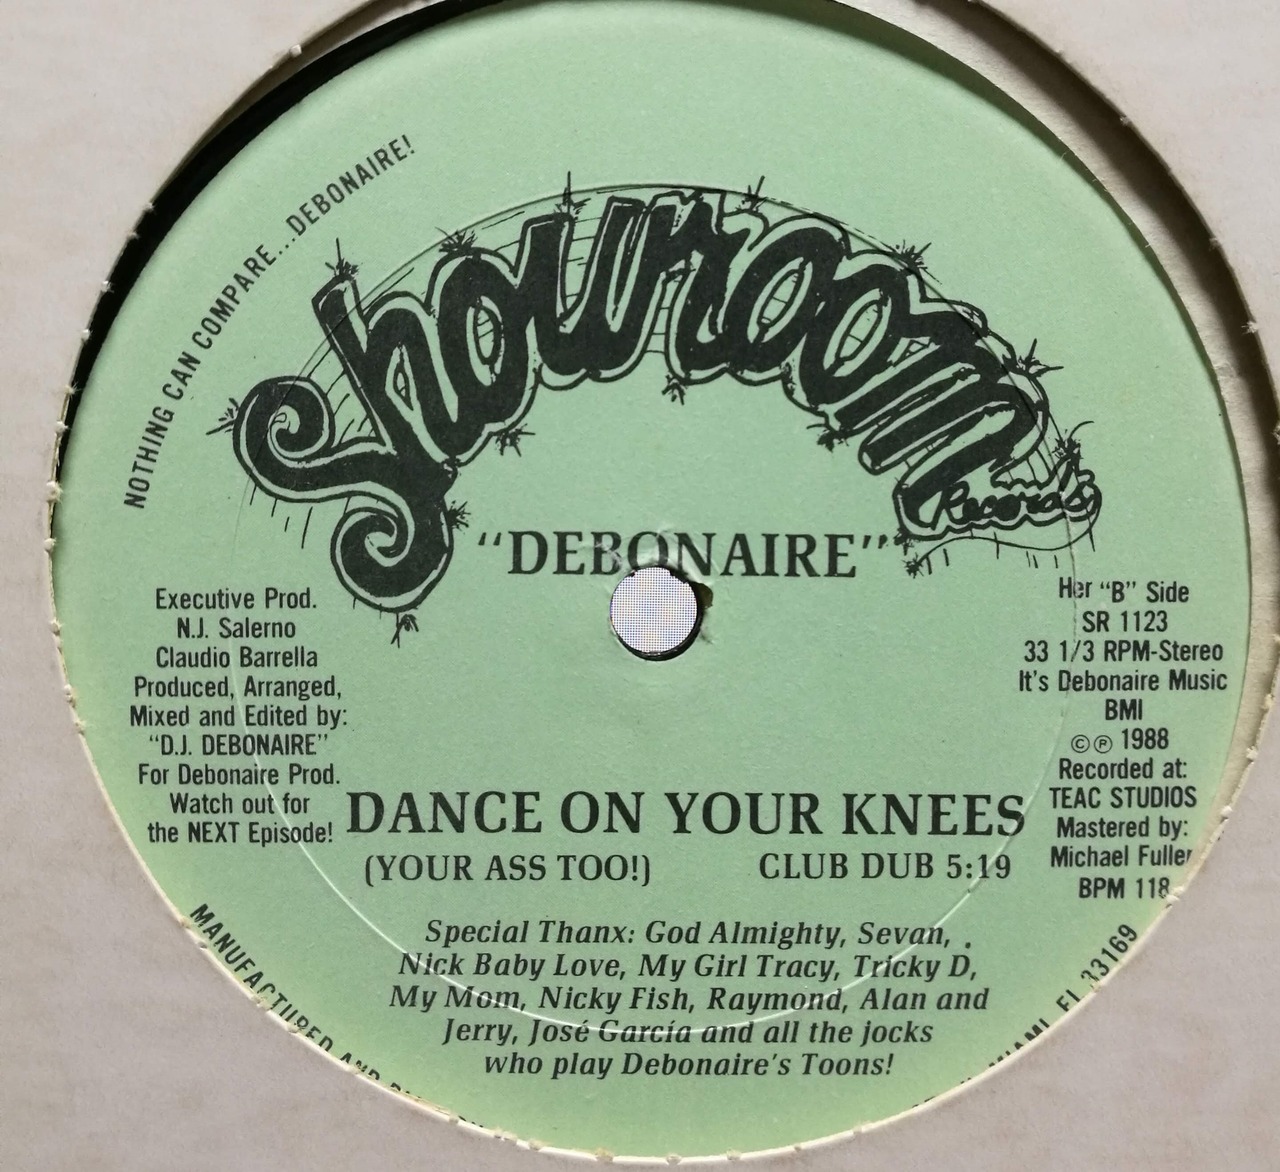 NOTHING CAN COMPARE...DEBONAIRE!
Showroom
Records
"DEBONAIRE"
Executive Prod.
N.J. Salerno
Claudio Barrella
Produced, Arranged,
Mixed and Edited by:
"D.J. DEBONAIRE"
For Debonaire Prod.
Watch out for
the NEXT Episode!
Her "B" Side
SR 1123
33 1/3 RPM-Stereo
It's Debonaire Music
BMI
©℗ 1988
Recorded at:
TEAC STUDIOS
Mastered by:
Michael Fuller
BPM 118
DANCE ON YOUR KNEES
(YOUR ASS TOO!) CLUB DUB 5:19
Special Thanx: God Almighty, Sevan,
Nick Baby Love, My Girl Tracy, Tricky D,
My Mom, Nicky Fish, Raymond, Alan and
Jerry, José García and all the jocks
who play Debonaire's Toons!
MANUFACTURED AND MIAMI, FL 33169